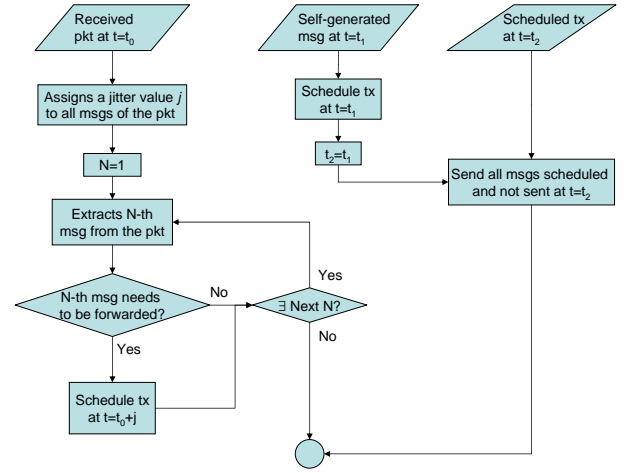 Received
pkt at t=t0
Self-generated
msg at t=t1
Scheduled tx
at t=t2
Assigns a jitter value j
to all msgs of the pkt
Schedule tx
at t=t1
N=1
t2=t1
Send all msgs scheduled
and not sent at t=t2
Extracts N-th
msg from the pkt
N-th msg needs
to be forwarded?
No
Yes
∃ Next N?
Yes
No
Schedule tx
at t=t0+j